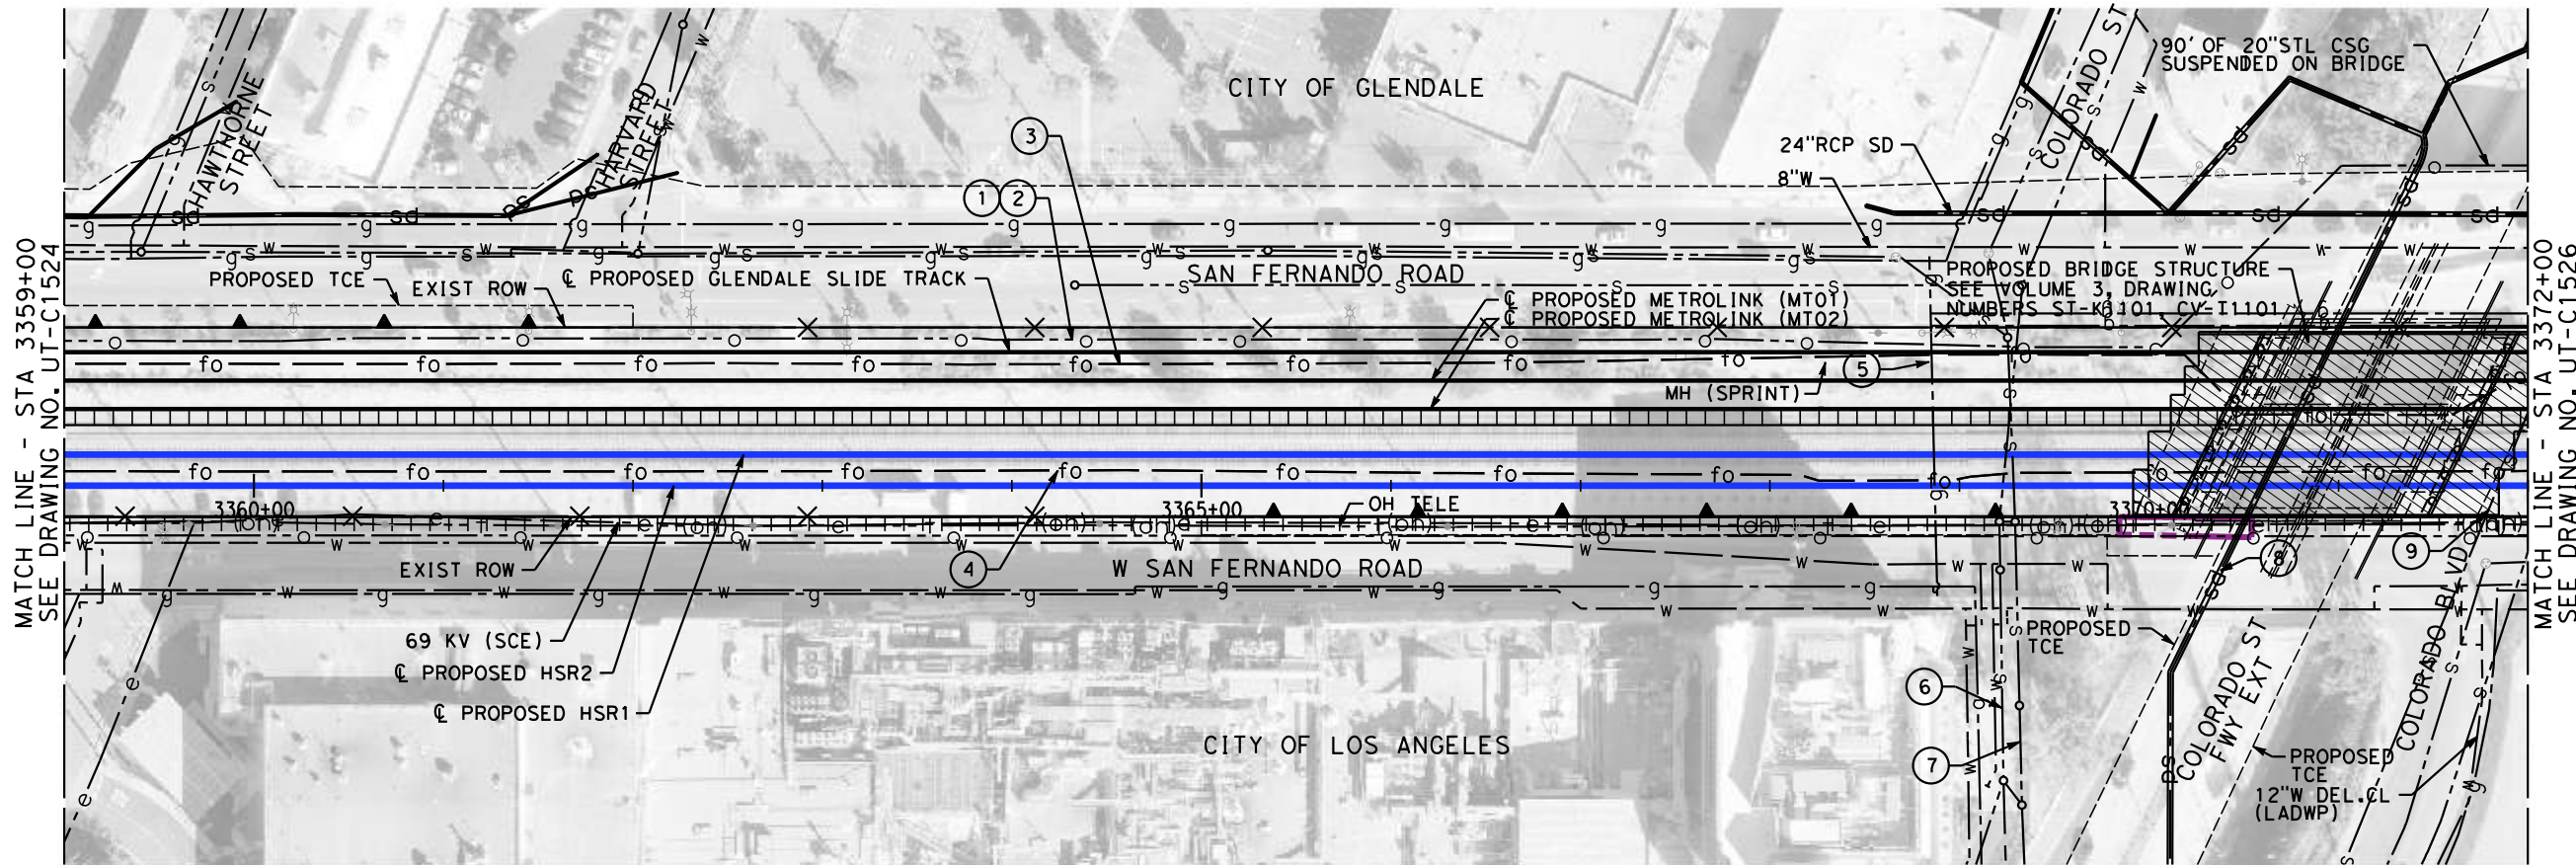 MATCH LINE - STA 3359+00
SEE DRAWING NO. UT-C1524
HAWTHORNE
STREET
HARVARD
STREET
CITY OF GLENDALE
COLORADO ST
90' OF 20"STL CSG
SUSPENDED ON BRIDGE
3
1
2
24"RCP SD
8"W
PROPOSED TCE
EXIST ROW
℄ PROPOSED GLENDALE SLIDE TRACK
SAN FERNANDO ROAD
℄ PROPOSED METROLINK (MT01)
℄ PROPOSED METROLINK (MT02)
PROPOSED BRIDGE STRUCTURE
SEE VOLUME 3, DRAWING
NUMBERS ST-K1101, CV-I1101
MH (SPRINT)
5
3360+00
3365+00
OH TELE
3370+00
EXIST ROW
4
W SAN FERNANDO ROAD
8
9
69 KV (SCE)
℄ PROPOSED HSR2
℄ PROPOSED HSR1
CITY OF LOS ANGELES
6
7
PROPOSED
TCE
COLORADO ST
FWY EXT
COLORADO BLVD
PROPOSED
TCE
12"W DEL.CL
(LADWP)
MATCH LINE - STA 3372+00
SEE DRAWING NO. UT-C1526